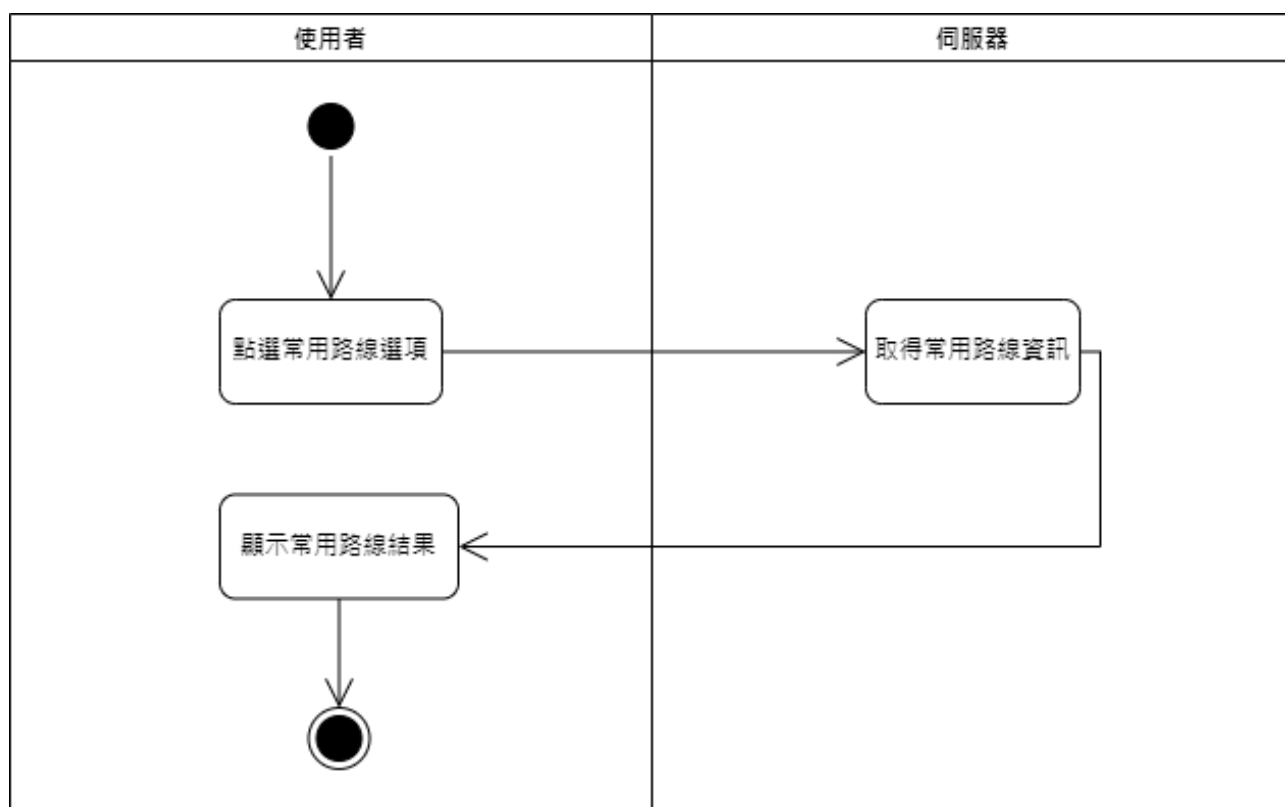 使用者
伺服器
點選常用路線選項
取得常用路線資訊
顯示常用路線結果